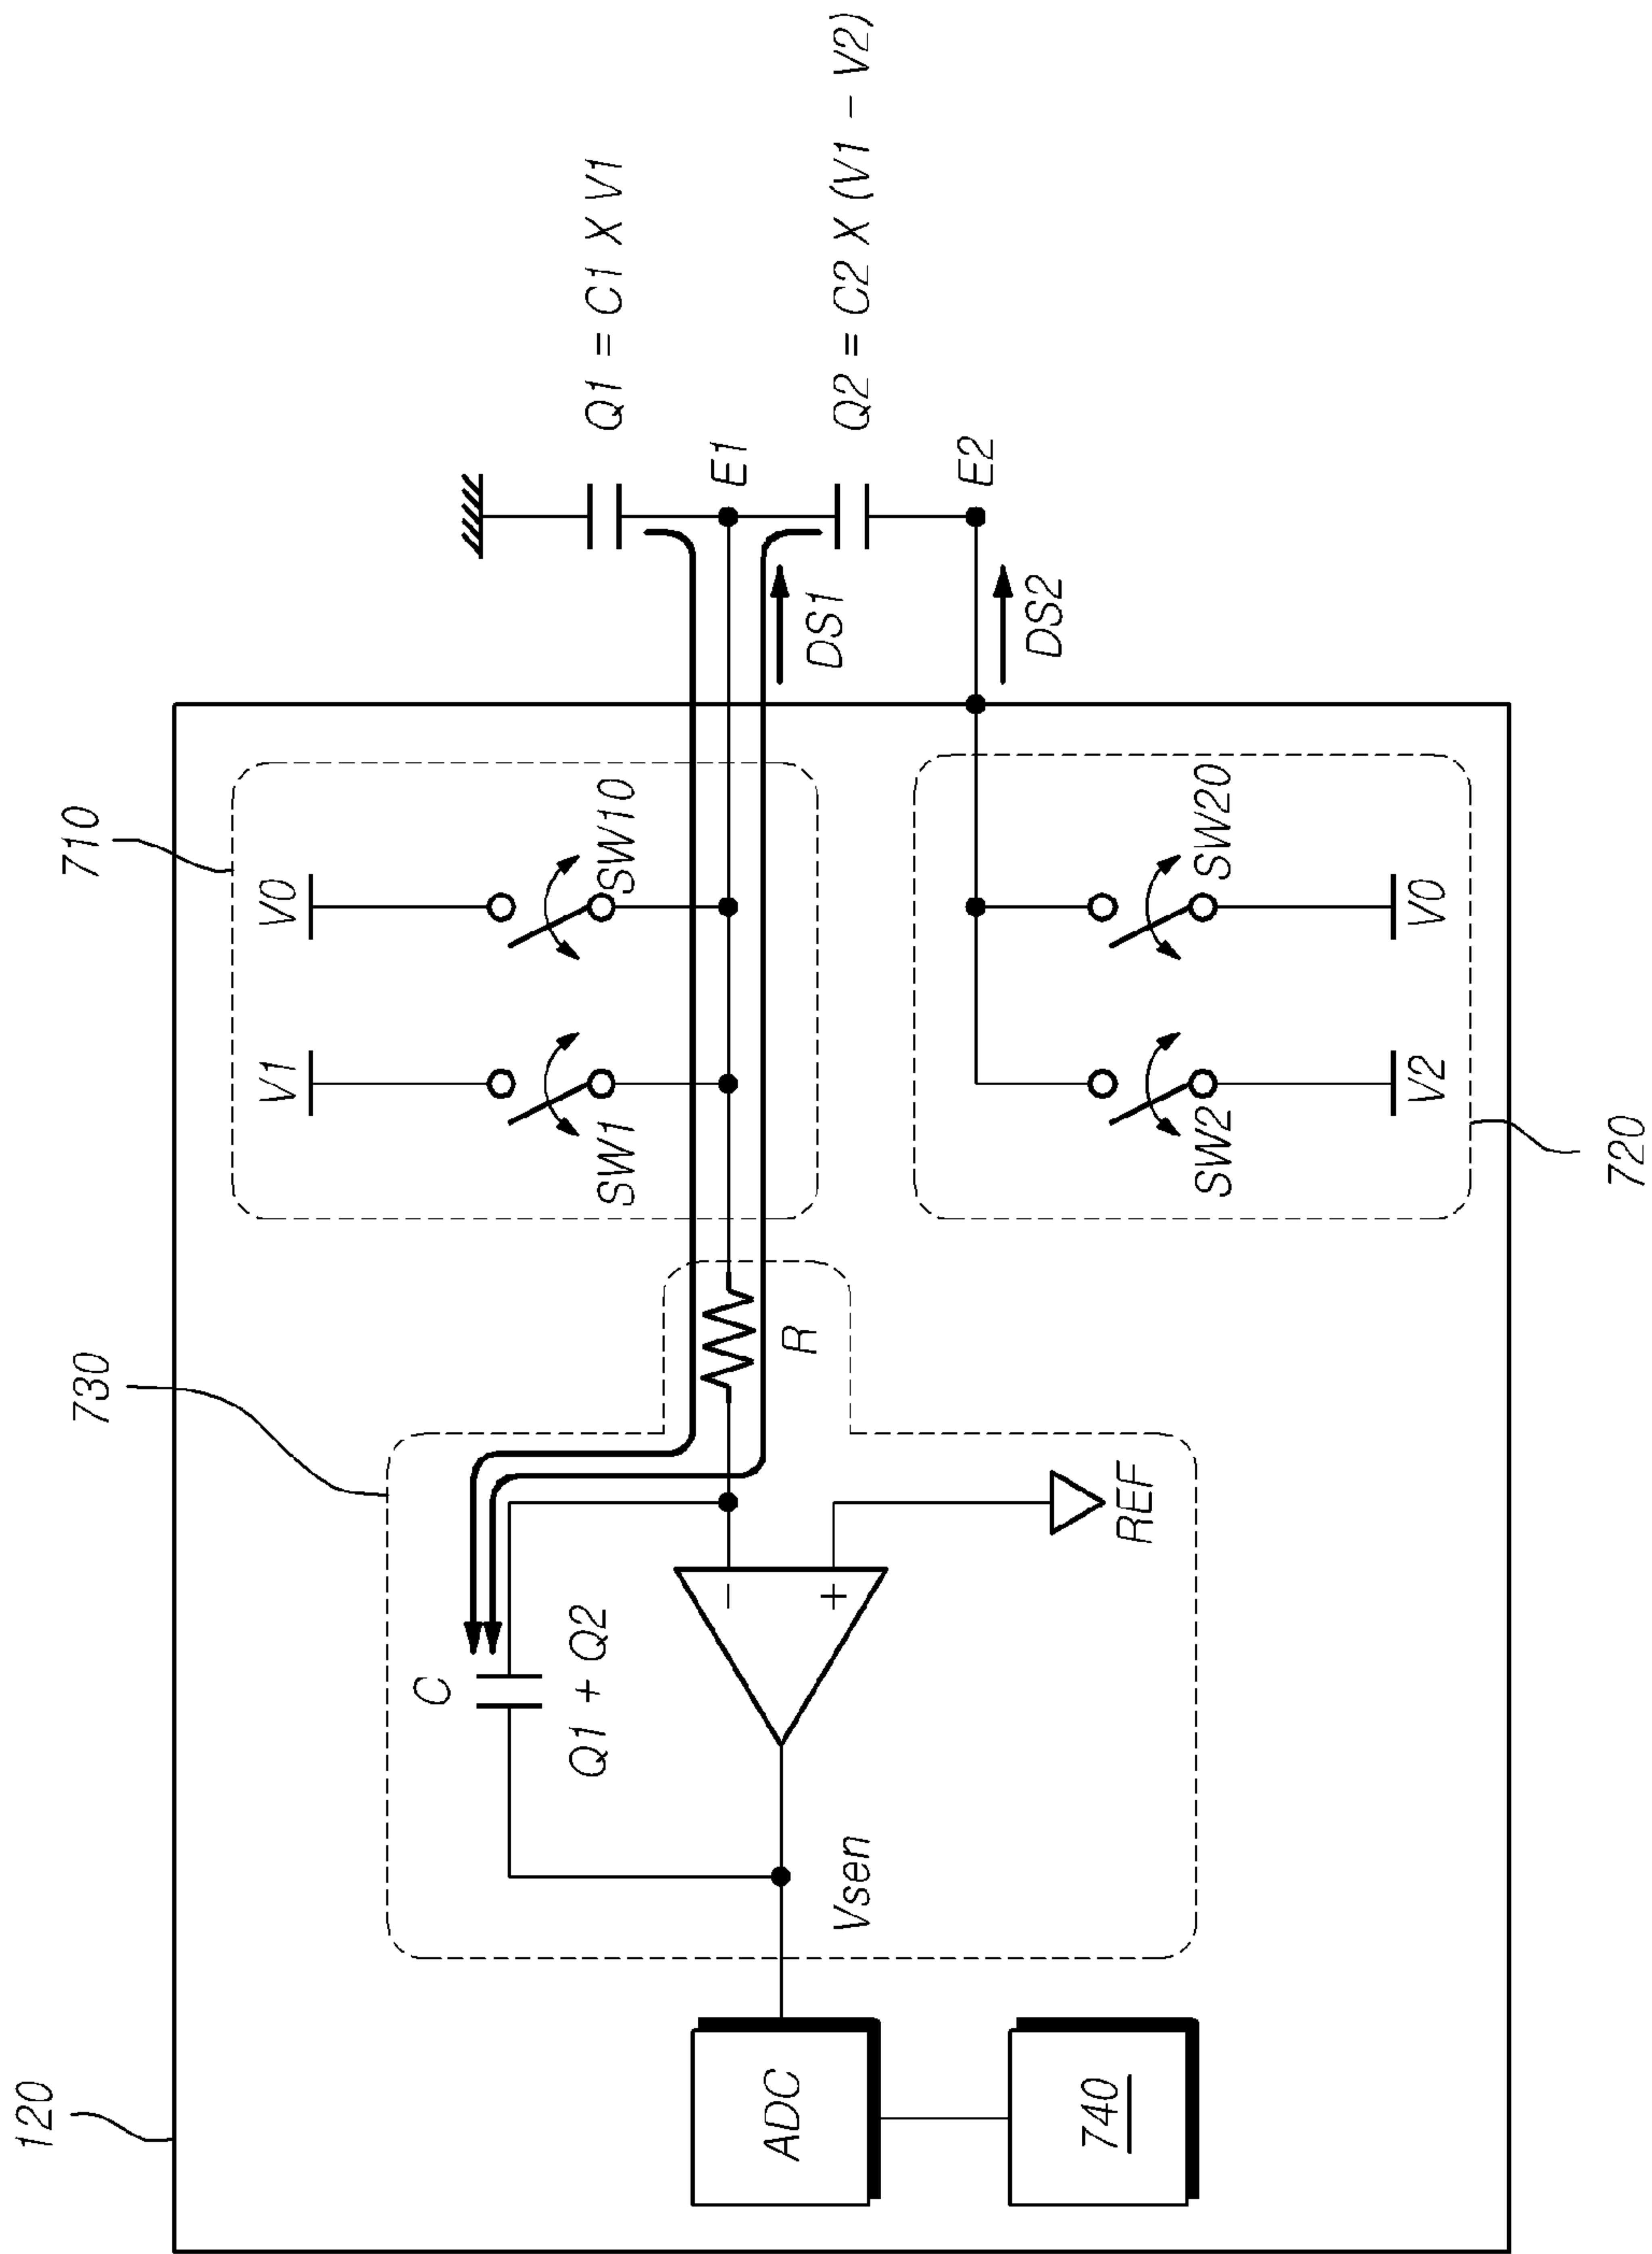 120
730
710
V1
V0
SW1
SW10
C
Q1 + Q2
R
−
+
REF
Vsen
ADC
740
Q1 = C1 X V1
E1
DS1
Q2 = C2 X (V1 − V2)
E2
DS2
SW2
SW20
V2
V0
720